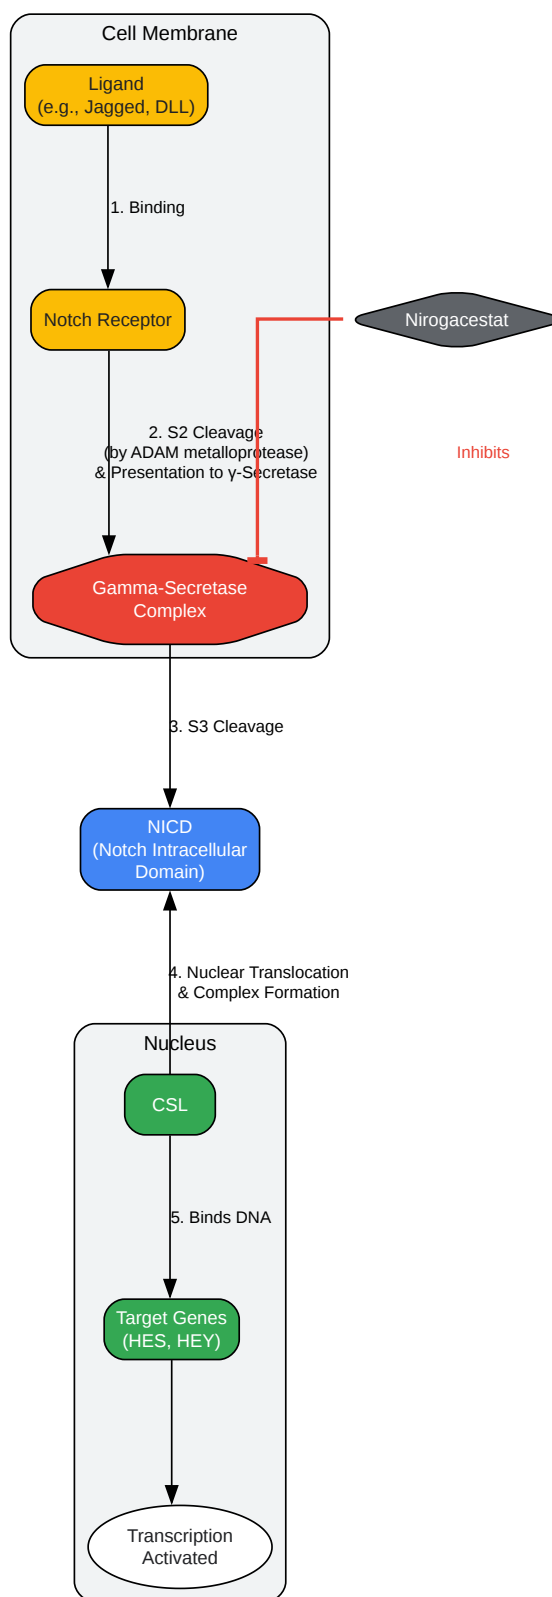 Cell Membrane
Ligand
(e.g., Jagged, DLL)
1. Binding
Notch Receptor
Nirogacestat
2. S2 Cleavage
(by ADAM metalloprotease)
& Presentation to γ-Secretase
Inhibits
Gamma-Secretase
Complex
3. S3 Cleavage
NICD
(Notch Intracellular
Domain)
4. Nuclear Translocation
& Complex Formation
Nucleus
CSL
5. Binds DNA
Target Genes
(HES, HEY)
Transcription
Activated